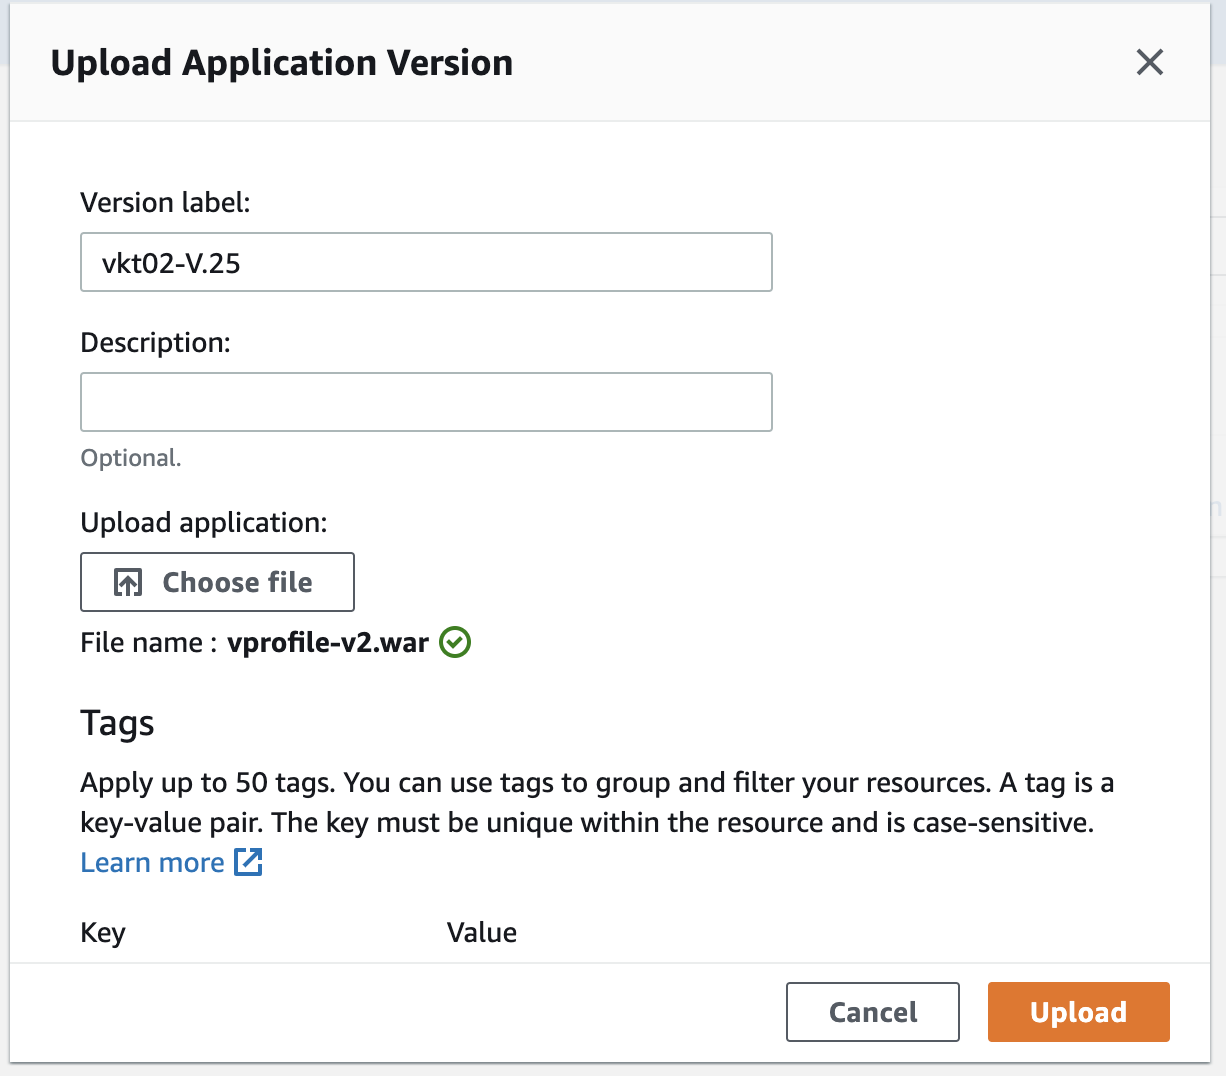 Upload Application Version
Version label:
vkt02-V.25
Description:
Optional.
Upload application:
Choose file
File name : vprofile-v2.war
Tags
Apply up to 50 tags. You can use tags to group and filter your resources. A tag is a
key-value pair. The key must be unique within the resource and is case-sensitive.
Learn more
Key Value
Cancel Upload